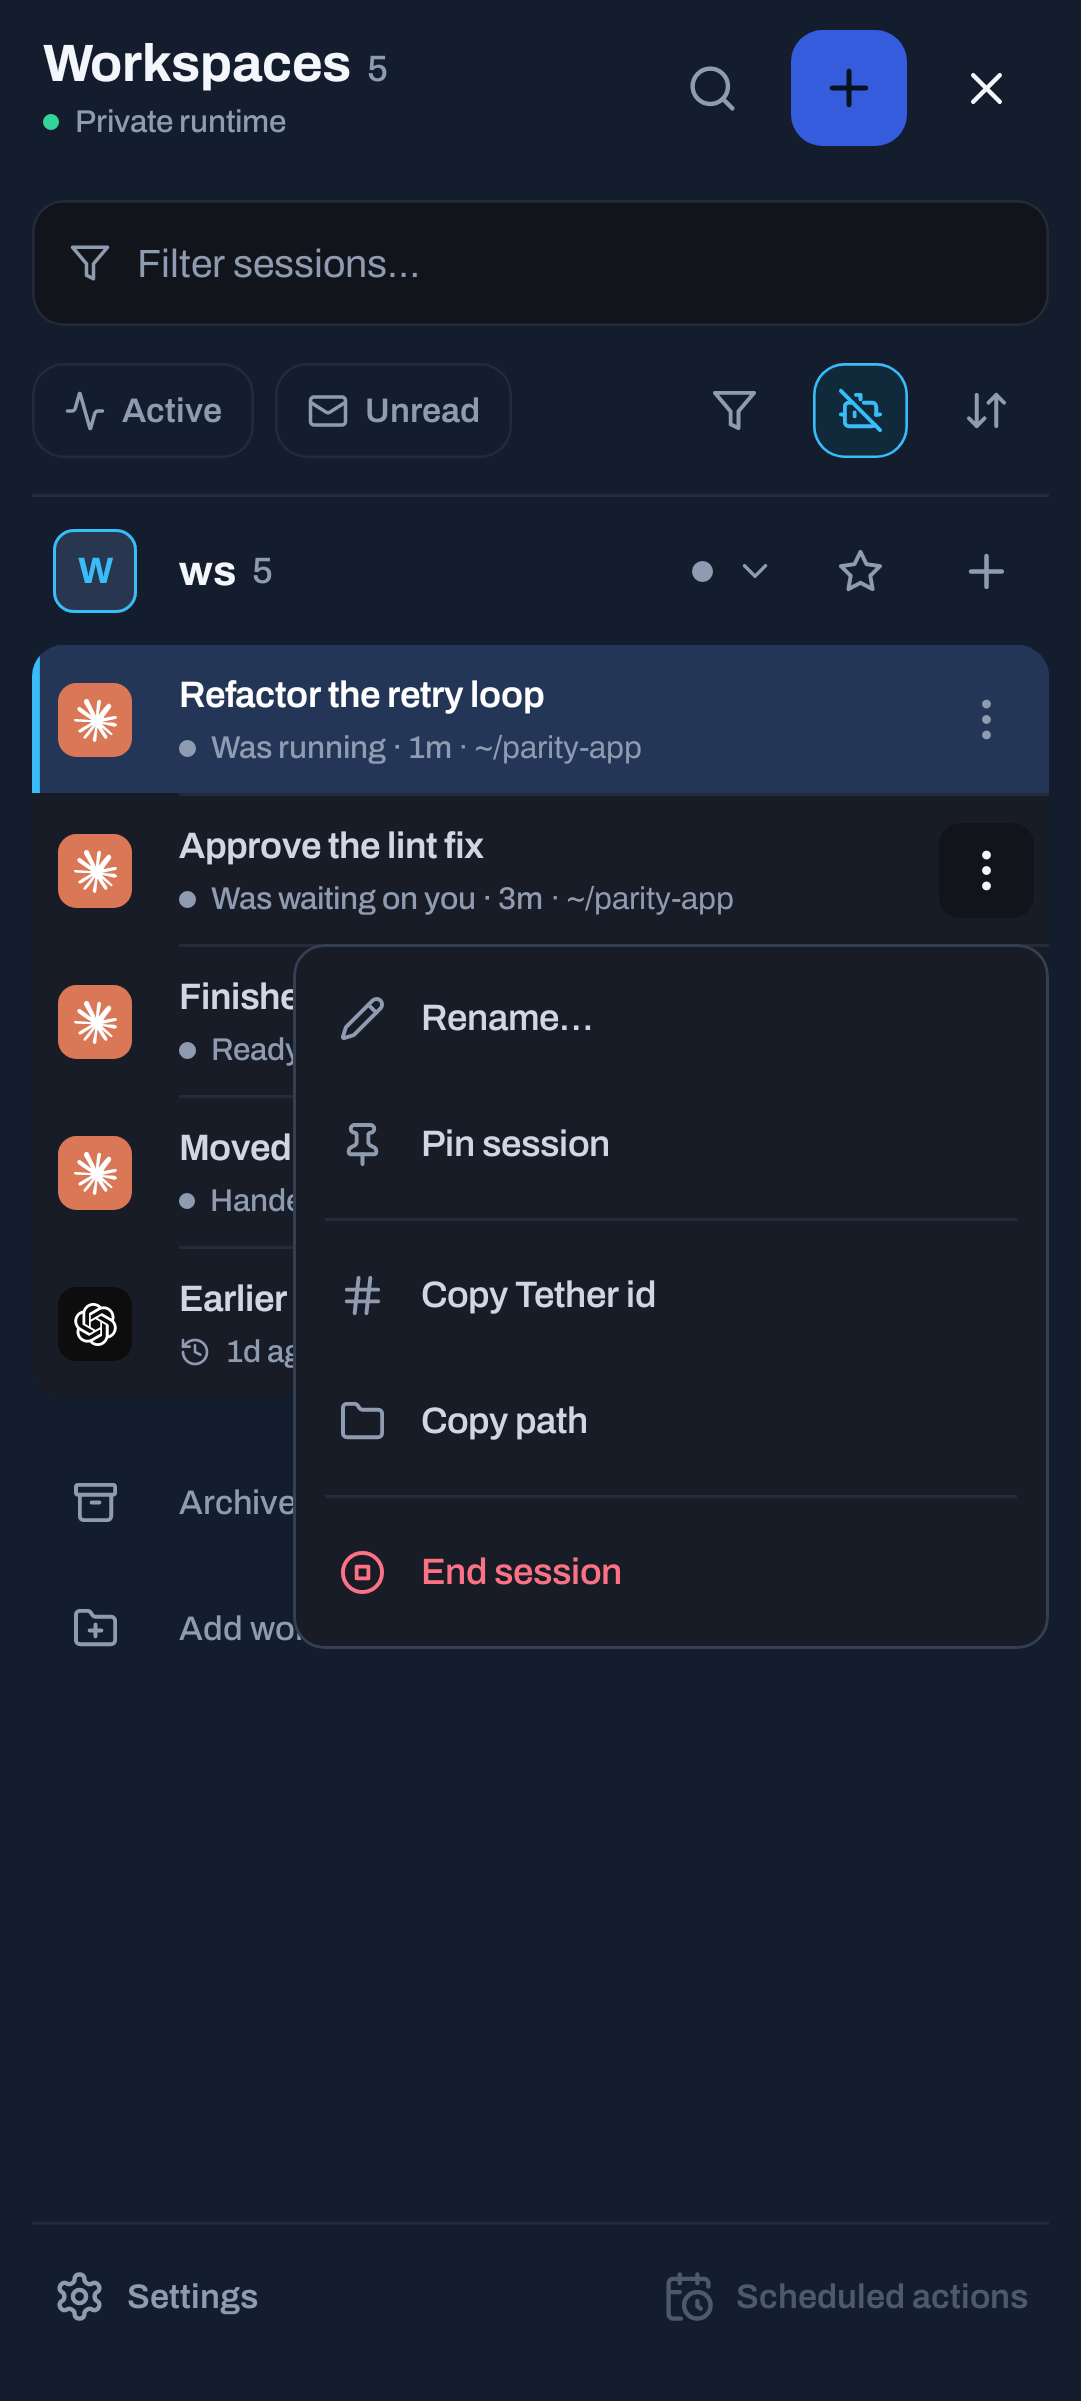 Workspaces 5
Private runtime
Filter sessions...
Active
Unread
W
ws 5
Refactor the retry loop
Was running · 1m · ~/parity-app
Approve the lint fix
Was waiting on you · 3m · ~/parity-app
Finishe
Ready
Moved
Hande
Earlier
1d ag
Archive
Add wo
Rename...
Pin session
Copy Tether id
Copy path
End session
Settings
Scheduled actions